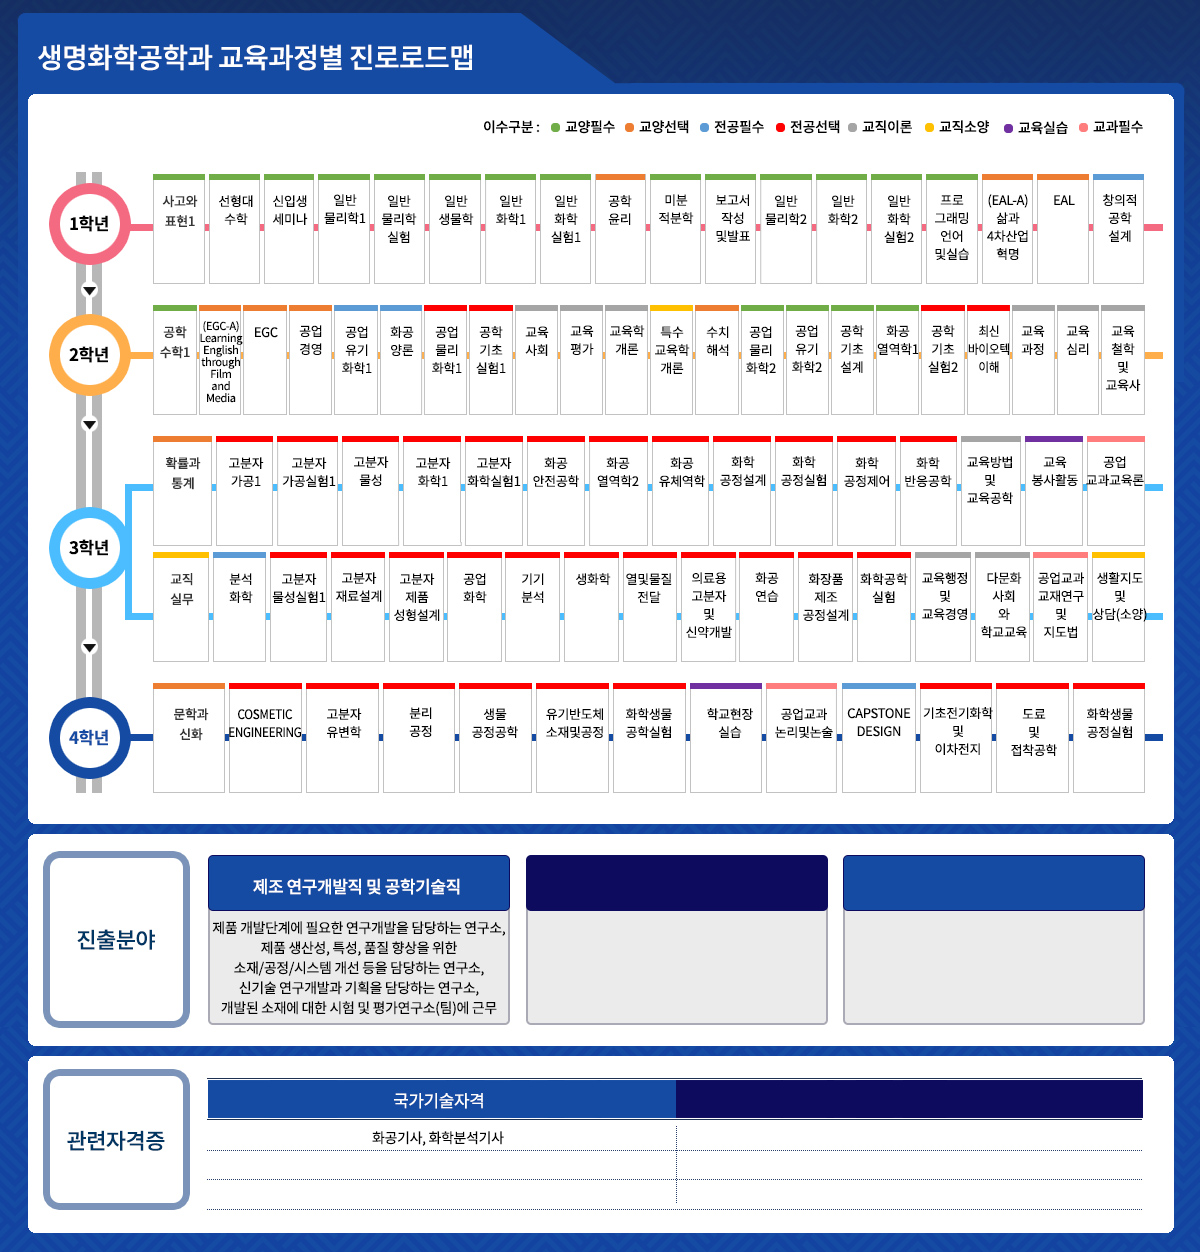 생명화학공학과 교육과정별 진로로드맵
이수구분 : 교양필수 교양선택 전공필수 전공선택 교직이론 교직소양 교육실습 교과필수
1학년
사고와
표현1
선형대
수학
신입생
세미나
일반
물리학1
일반
물리학
실험
일반
생물학
일반
화학1
일반
화학
실험1
공학
윤리
미분
적분학
보고서
작성
및발표
일반
물리학2
일반
화학2
일반
화학
실험2
프로
그래밍
언어
및실습
(EAL-A)
삶과
4차산업
혁명
EAL
창의적
공학
설계
2학년
공학
수학1
(EGC-A)
Learning
English
through
Film
and
Media
EGC
공업
경영
공업
유기
화학1
화공
양론
공업
물리
화학1
공학
기초
실험1
교육
사회
교육
평가
교육학
개론
특수
교육학
개론
수치
해석
공업
물리
화학2
공업
유기
화학2
공학
기초
설계
화공
열역학1
공학
기초
실험2
최신
바이오텍
이해
교육
과정
교육
심리
교육
철학
및
교육사
3학년
확률과
통계
고분자
가공1
고분자
가공실험1
고분자
물성
고분자
화학1
고분자
화학실험1
화공
안전공학
화공
열역학2
화공
유체역학
화학
공정설계
화학
공정실험
화학
공정제어
화학
반응공학
교육방법
및
교육공학
교육
봉사활동
공업
교과교육론
교직
실무
분석
화학
고분자
물성실험1
고분자
재료설계
고분자
제품
성형설계
공업
화학
기기
분석
생화학
열및물질
전달
의료용
고분자
및
신약개발
화공
연습
화장품
제조
공정설계
화학공학
실험
교육행정
및
교육경영
다문화
사회
와
학교교육
공업교과
교재연구
및
지도법
생활지도
및
상담(소양)
4학년
문학과
신화
COSMETIC
ENGINEERING
고분자
유변학
분리
공정
생물
공정공학
유기반도체
소재및공정
화학생물
공학실험
학교현장
실습
공업교과
논리및논술
CAPSTONE
DESIGN
기초전기화학
및
이차전지
도료
및
접착공학
화학생물
공정실험
진출분야
제조 연구개발직 및 공학기술직
제품 개발단계에 필요한 연구개발을 담당하는 연구소,
제품 생산성, 특성, 품질 향상을 위한
소재/공정/시스템 개선 등을 담당하는 연구소,
신기술 연구개발과 기획을 담당하는 연구소,
개발된 소재에 대한 시험 및 평가연구소(팀)에 근무
관련자격증
국가기술자격
화공기사, 화학분석기사